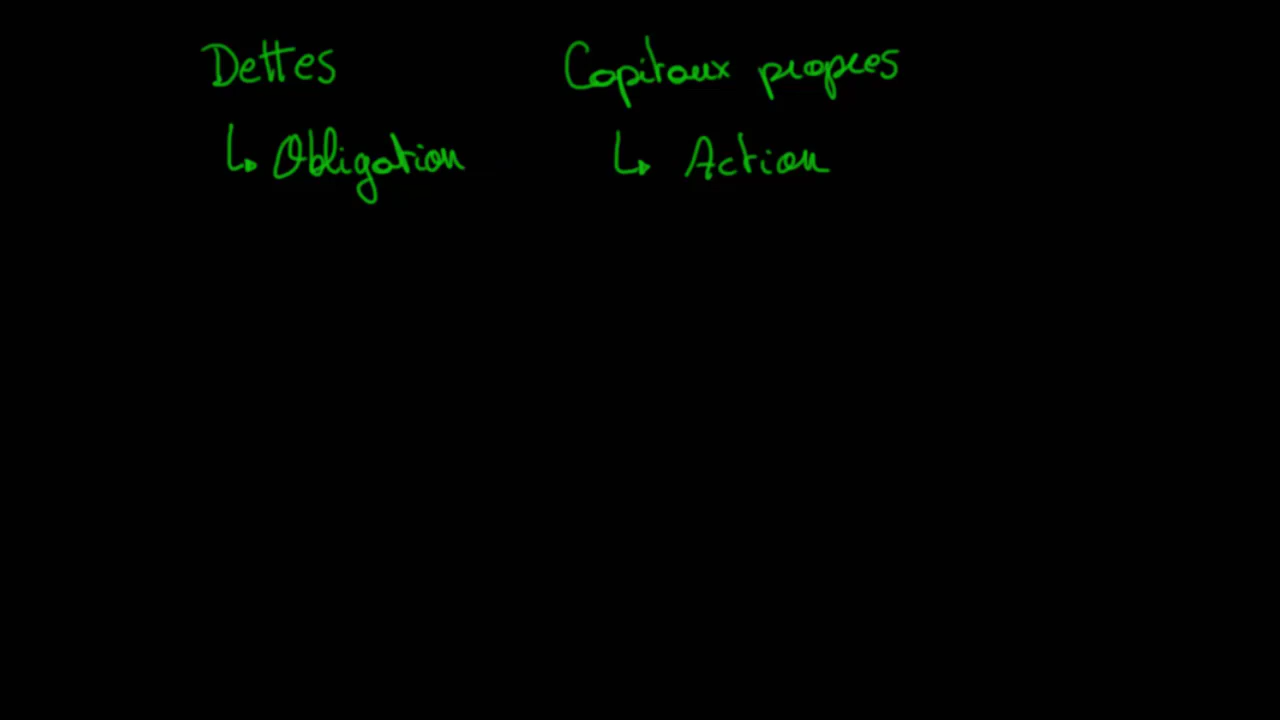 Dettes Capitaux propres
↳ Obligation ↳ Action